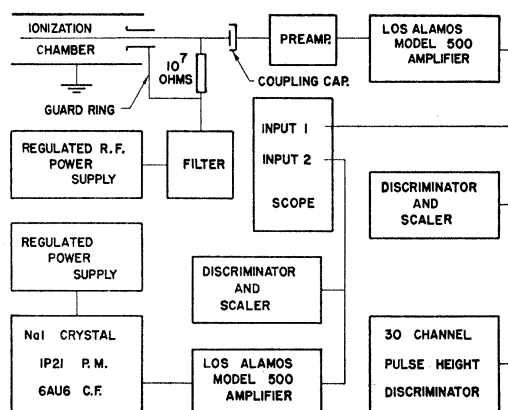 IONIZATION
CHAMBER
GUARD RING
10⁷
OHMS
COUPLING CAP.
PREAMP.
LOS ALAMOS
MODEL 500
AMPLIFIER
REGULATED R.F.
POWER
SUPPLY
FILTER
INPUT 1
INPUT 2
SCOPE
DISCRIMINATOR
AND
SCALER
REGULATED
POWER
SUPPLY
DISCRIMINATOR
AND
SCALER
NaI CRYSTAL
1P21 P.M.
6AU6 C.F.
LOS ALAMOS
MODEL 500
AMPLIFIER
30 CHANNEL
PULSE HEIGHT
DISCRIMINATOR